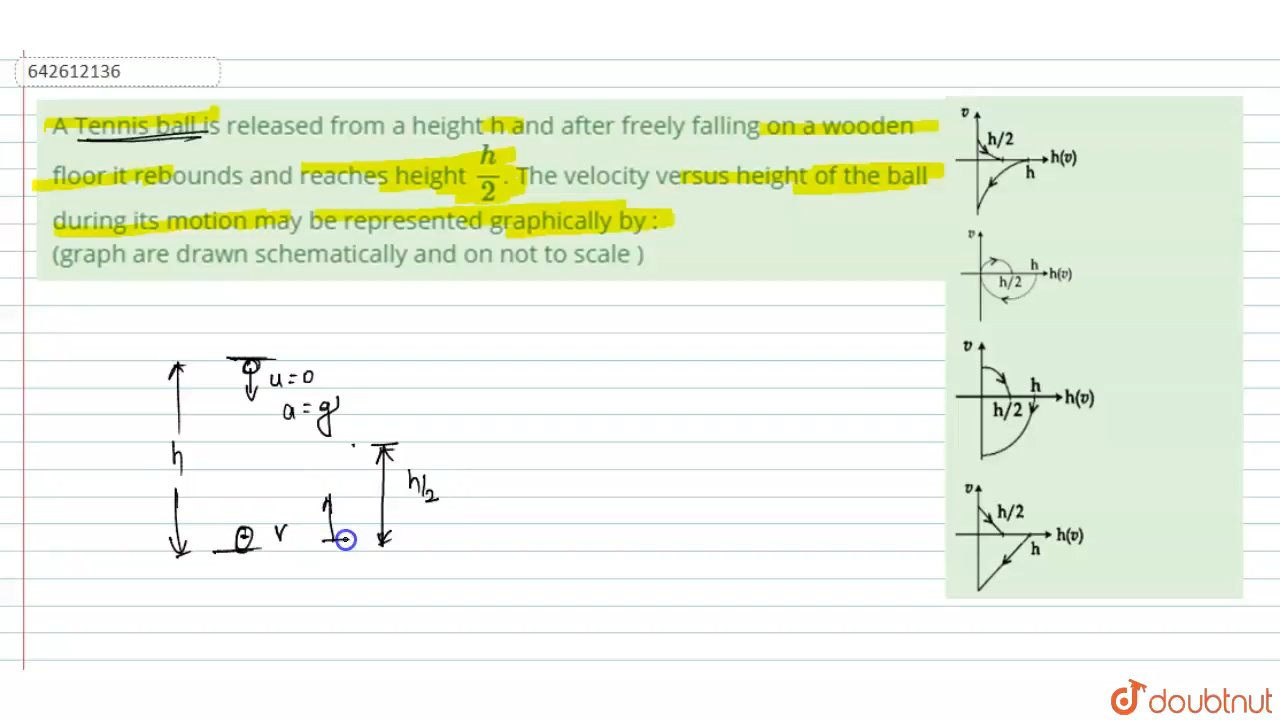 642612136
A Tennis ball is released from a height h and after freely falling on a wooden
floor it rebounds and reaches height h/2. The velocity versus height of the ball
during its motion may be represented graphically by :
(graph are drawn schematically and on not to scale )
v
h/2
h(v)
h
v
h
h/2
h(v)
v
h
h/2
h(v)
v
h/2
h(v)
h
u=0
a=g
h
h/2
v
doubtnut